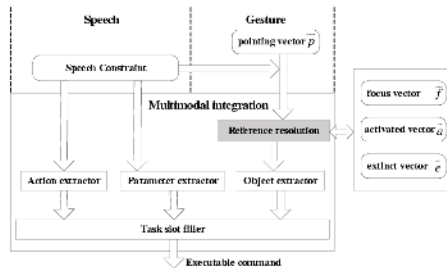 Speech
Gesture
pointing vector p
Speech Constraint
Multimodal integration
focus vector f
Reference resolution
activated vector a
extinct vector e
Action extractor
Parameter extractor
Object extractor
Task slot filler
Executable command